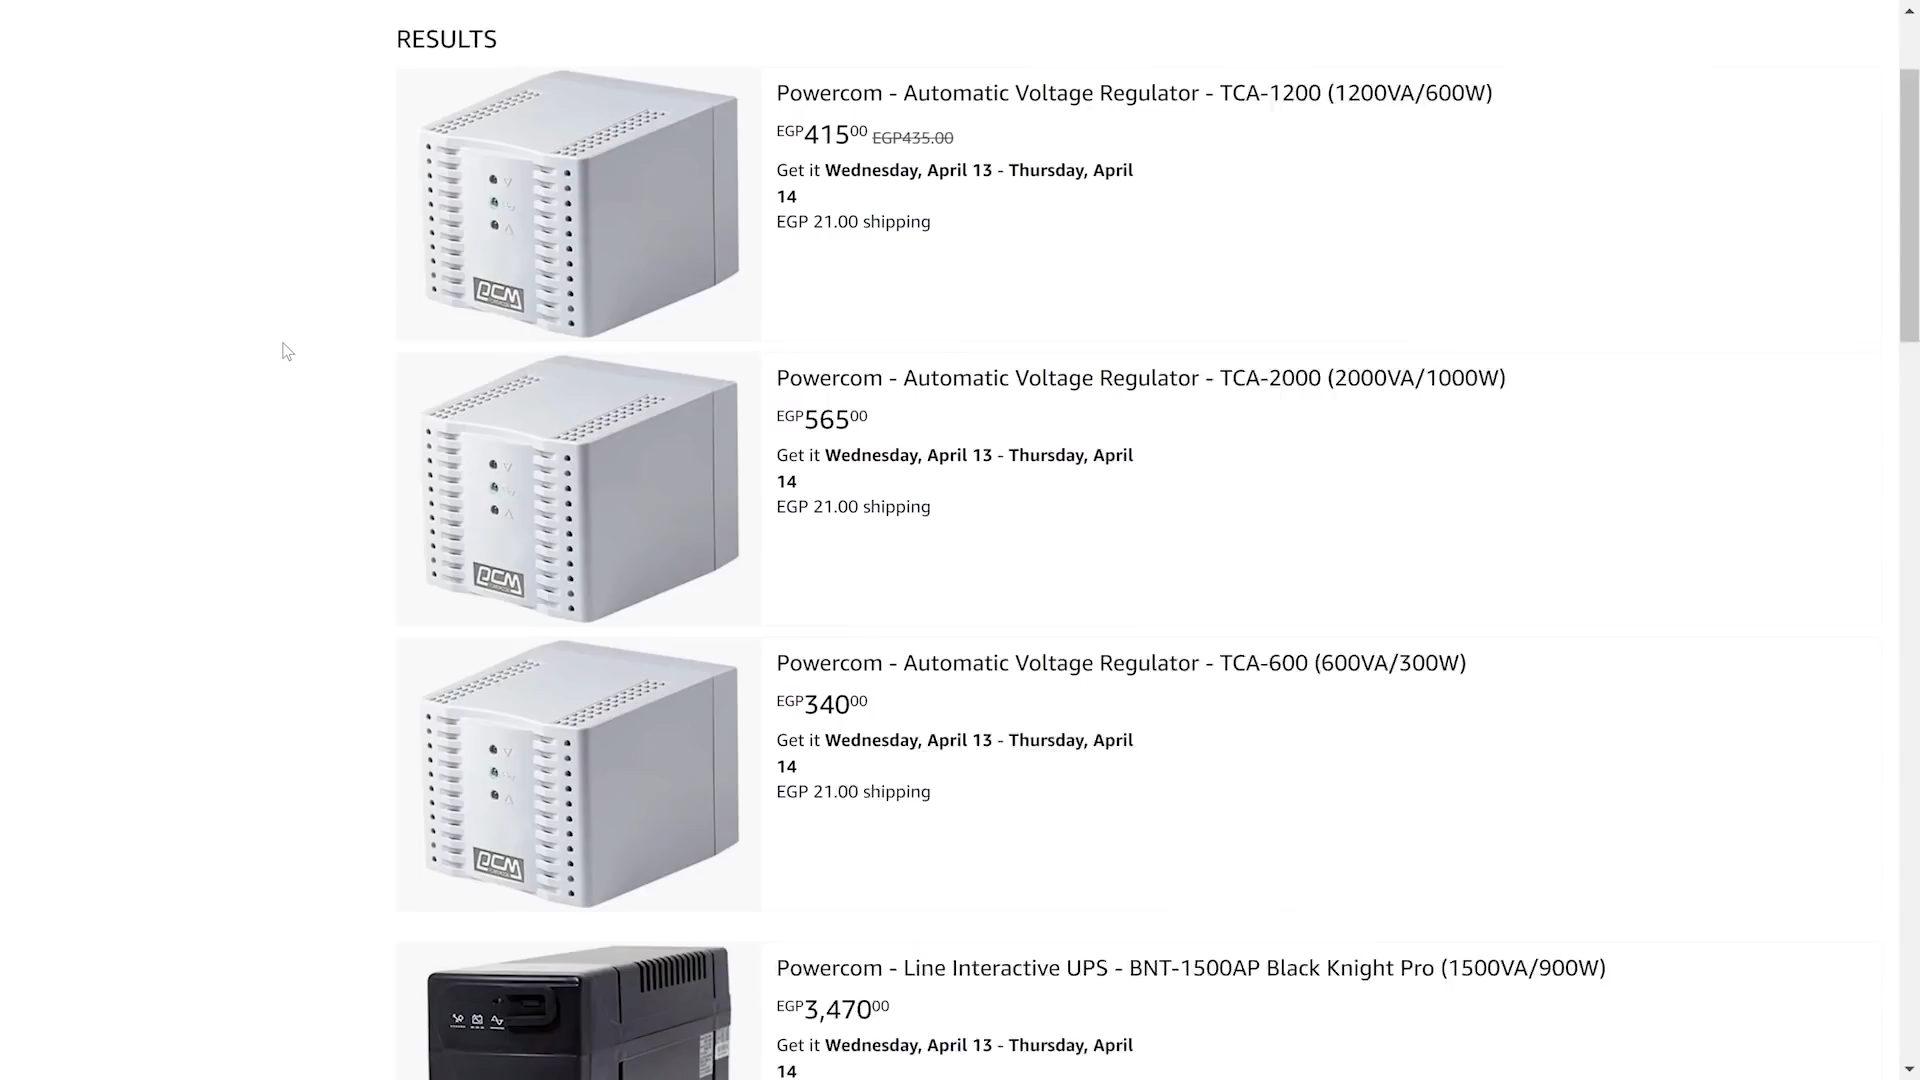 RESULTS
Powercom - Automatic Voltage Regulator - TCA-1200 (1200VA/600W)
EGP41500 EGP435.00
Get it Wednesday, April 13 - Thursday, April
14
EGP 21.00 shipping
PCM
Powercom - Automatic Voltage Regulator - TCA-2000 (2000VA/1000W)
EGP56500
Get it Wednesday, April 13 - Thursday, April
14
EGP 21.00 shipping
PCM
Powercom - Automatic Voltage Regulator - TCA-600 (600VA/300W)
EGP34000
Get it Wednesday, April 13 - Thursday, April
14
EGP 21.00 shipping
PCM
Powercom - Line Interactive UPS - BNT-1500AP Black Knight Pro (1500VA/900W)
EGP3,47000
Get it Wednesday, April 13 - Thursday, April
14